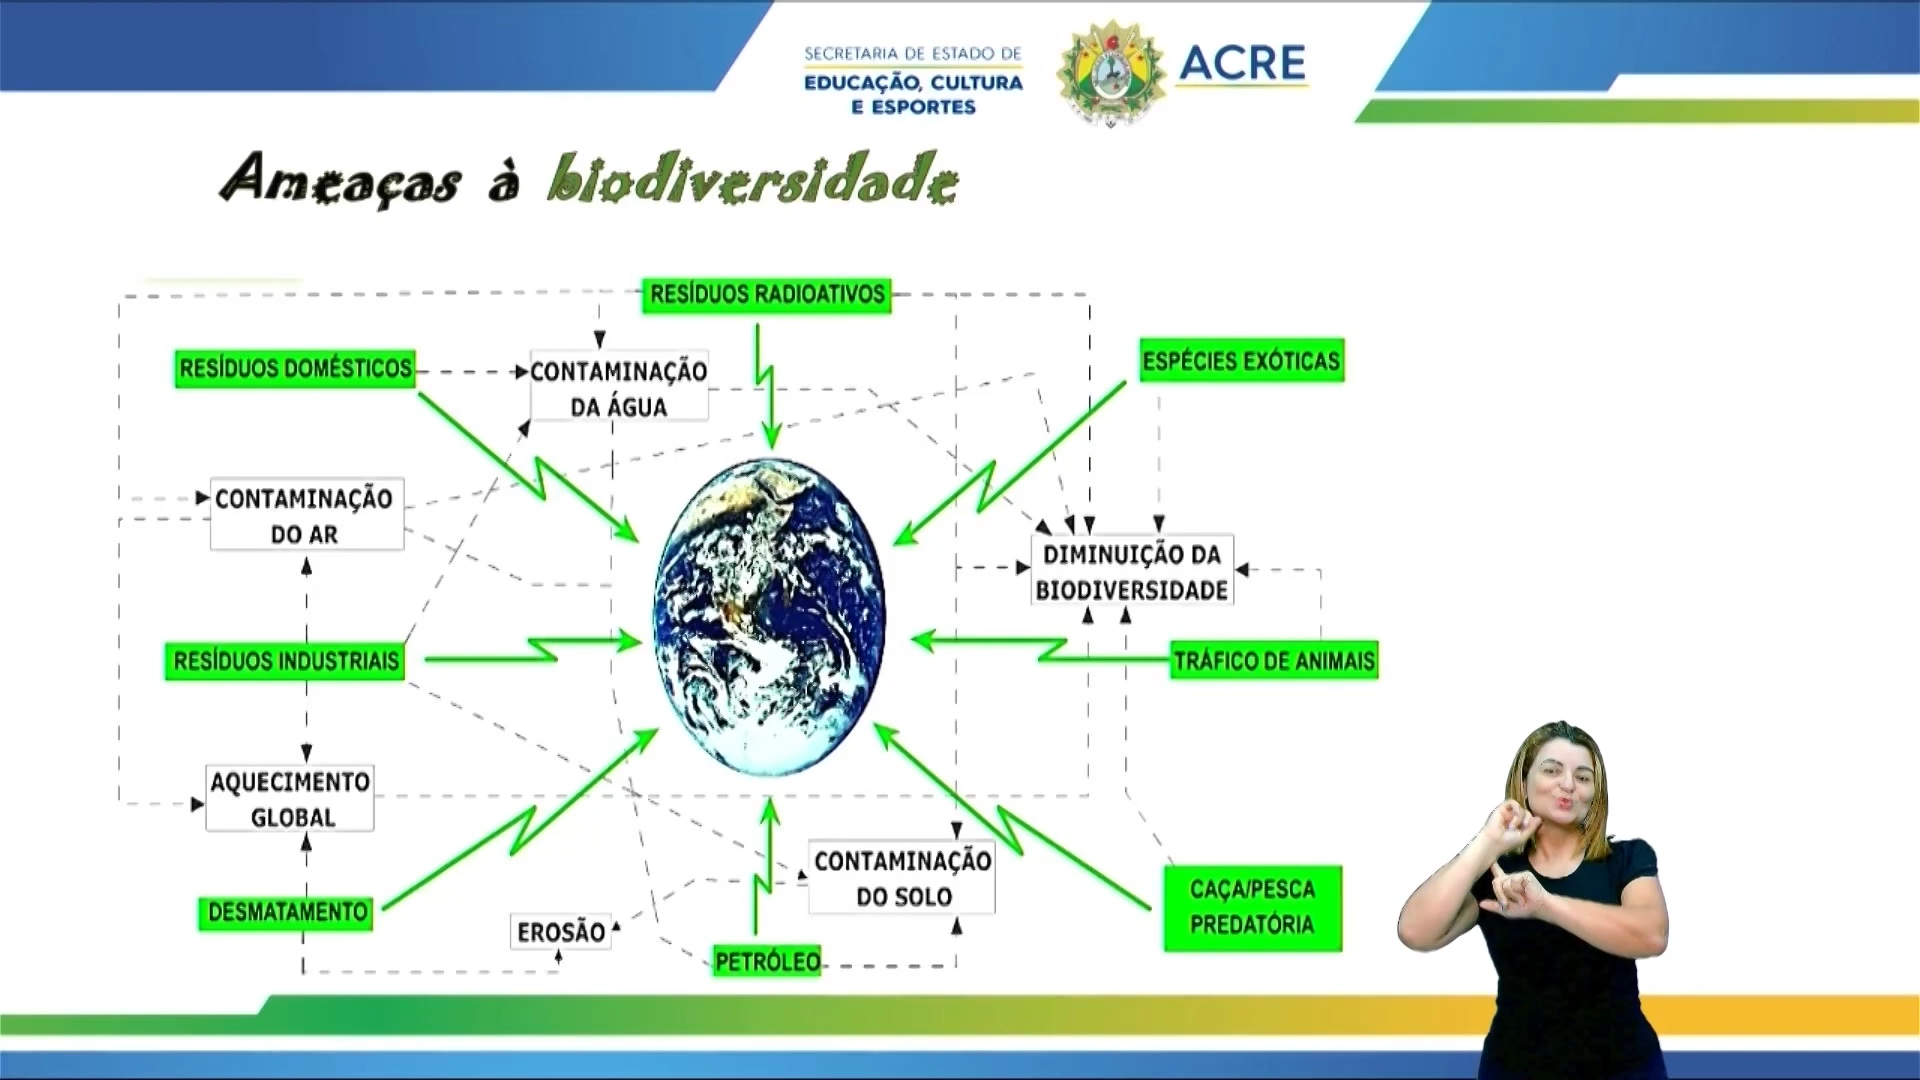 SECRETARIA DE ESTADO DE
EDUCAÇÃO, CULTURA
E ESPORTES
ACRE
Ameaças à biodiversidade
RESÍDUOS RADIOATIVOS
RESÍDUOS DOMÉSTICOS
CONTAMINAÇÃO
DA ÁGUA
ESPÉCIES EXÓTICAS
CONTAMINAÇÃO
DO AR
DIMINUIÇÃO DA
BIODIVERSIDADE
RESÍDUOS INDUSTRIAIS
TRÁFICO DE ANIMAIS
AQUECIMENTO
GLOBAL
CONTAMINAÇÃO
DO SOLO
CAÇA/PESCA
PREDATÓRIA
DESMATAMENTO
EROSÃO
PETRÓLEO